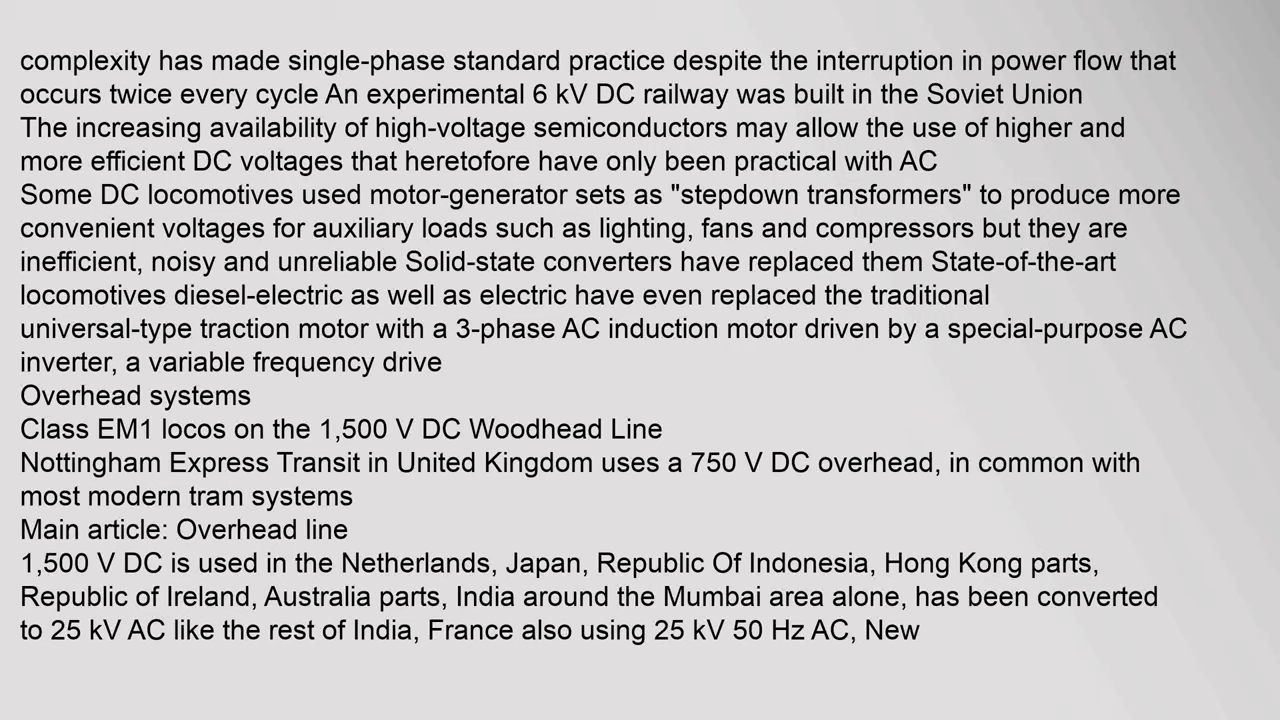 complexity has made single-phase standard practice despite the interruption in power flow that
occurs twice every cycle An experimental 6 kV DC railway was built in the Soviet Union
The increasing availability of high-voltage semiconductors may allow the use of higher and
more efficient DC voltages that heretofore have only been practical with AC
Some DC locomotives used motor-generator sets as "stepdown transformers" to produce more
convenient voltages for auxiliary loads such as lighting, fans and compressors but they are
inefficient, noisy and unreliable Solid-state converters have replaced them State-of-the-art
locomotives diesel-electric as well as electric have even replaced the traditional
universal-type traction motor with a 3-phase AC induction motor driven by a special-purpose AC
inverter, a variable frequency drive
Overhead systems
Class EM1 locos on the 1,500 V DC Woodhead Line
Nottingham Express Transit in United Kingdom uses a 750 V DC overhead, in common with
most modern tram systems
Main article: Overhead line
1,500 V DC is used in the Netherlands, Japan, Republic Of Indonesia, Hong Kong parts,
Republic of Ireland, Australia parts, India around the Mumbai area alone, has been converted
to 25 kV AC like the rest of India, France also using 25 kV 50 Hz AC, New